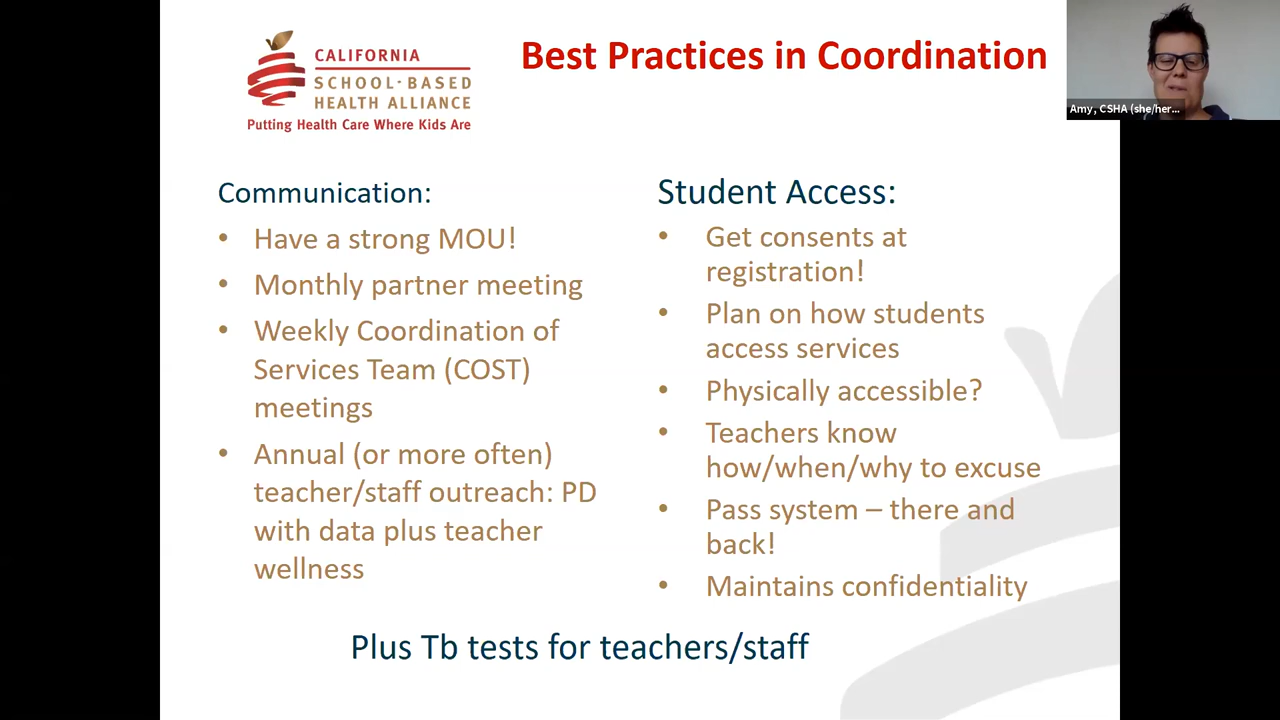 CALIFORNIA
SCHOOL-BASED
HEALTH ALLIANCE
Putting Health Care Where Kids Are
Best Practices in Coordination
Amy, CSHA (she/her...
Communication:
• Have a strong MOU!
• Monthly partner meeting
• Weekly Coordination of
Services Team (COST)
meetings
• Annual (or more often)
teacher/staff outreach: PD
with data plus teacher
wellness
Student Access:
• Get consents at
registration!
• Plan on how students
access services
• Physically accessible?
• Teachers know
how/when/why to excuse
• Pass system – there and
back!
• Maintains confidentiality
Plus Tb tests for teachers/staff